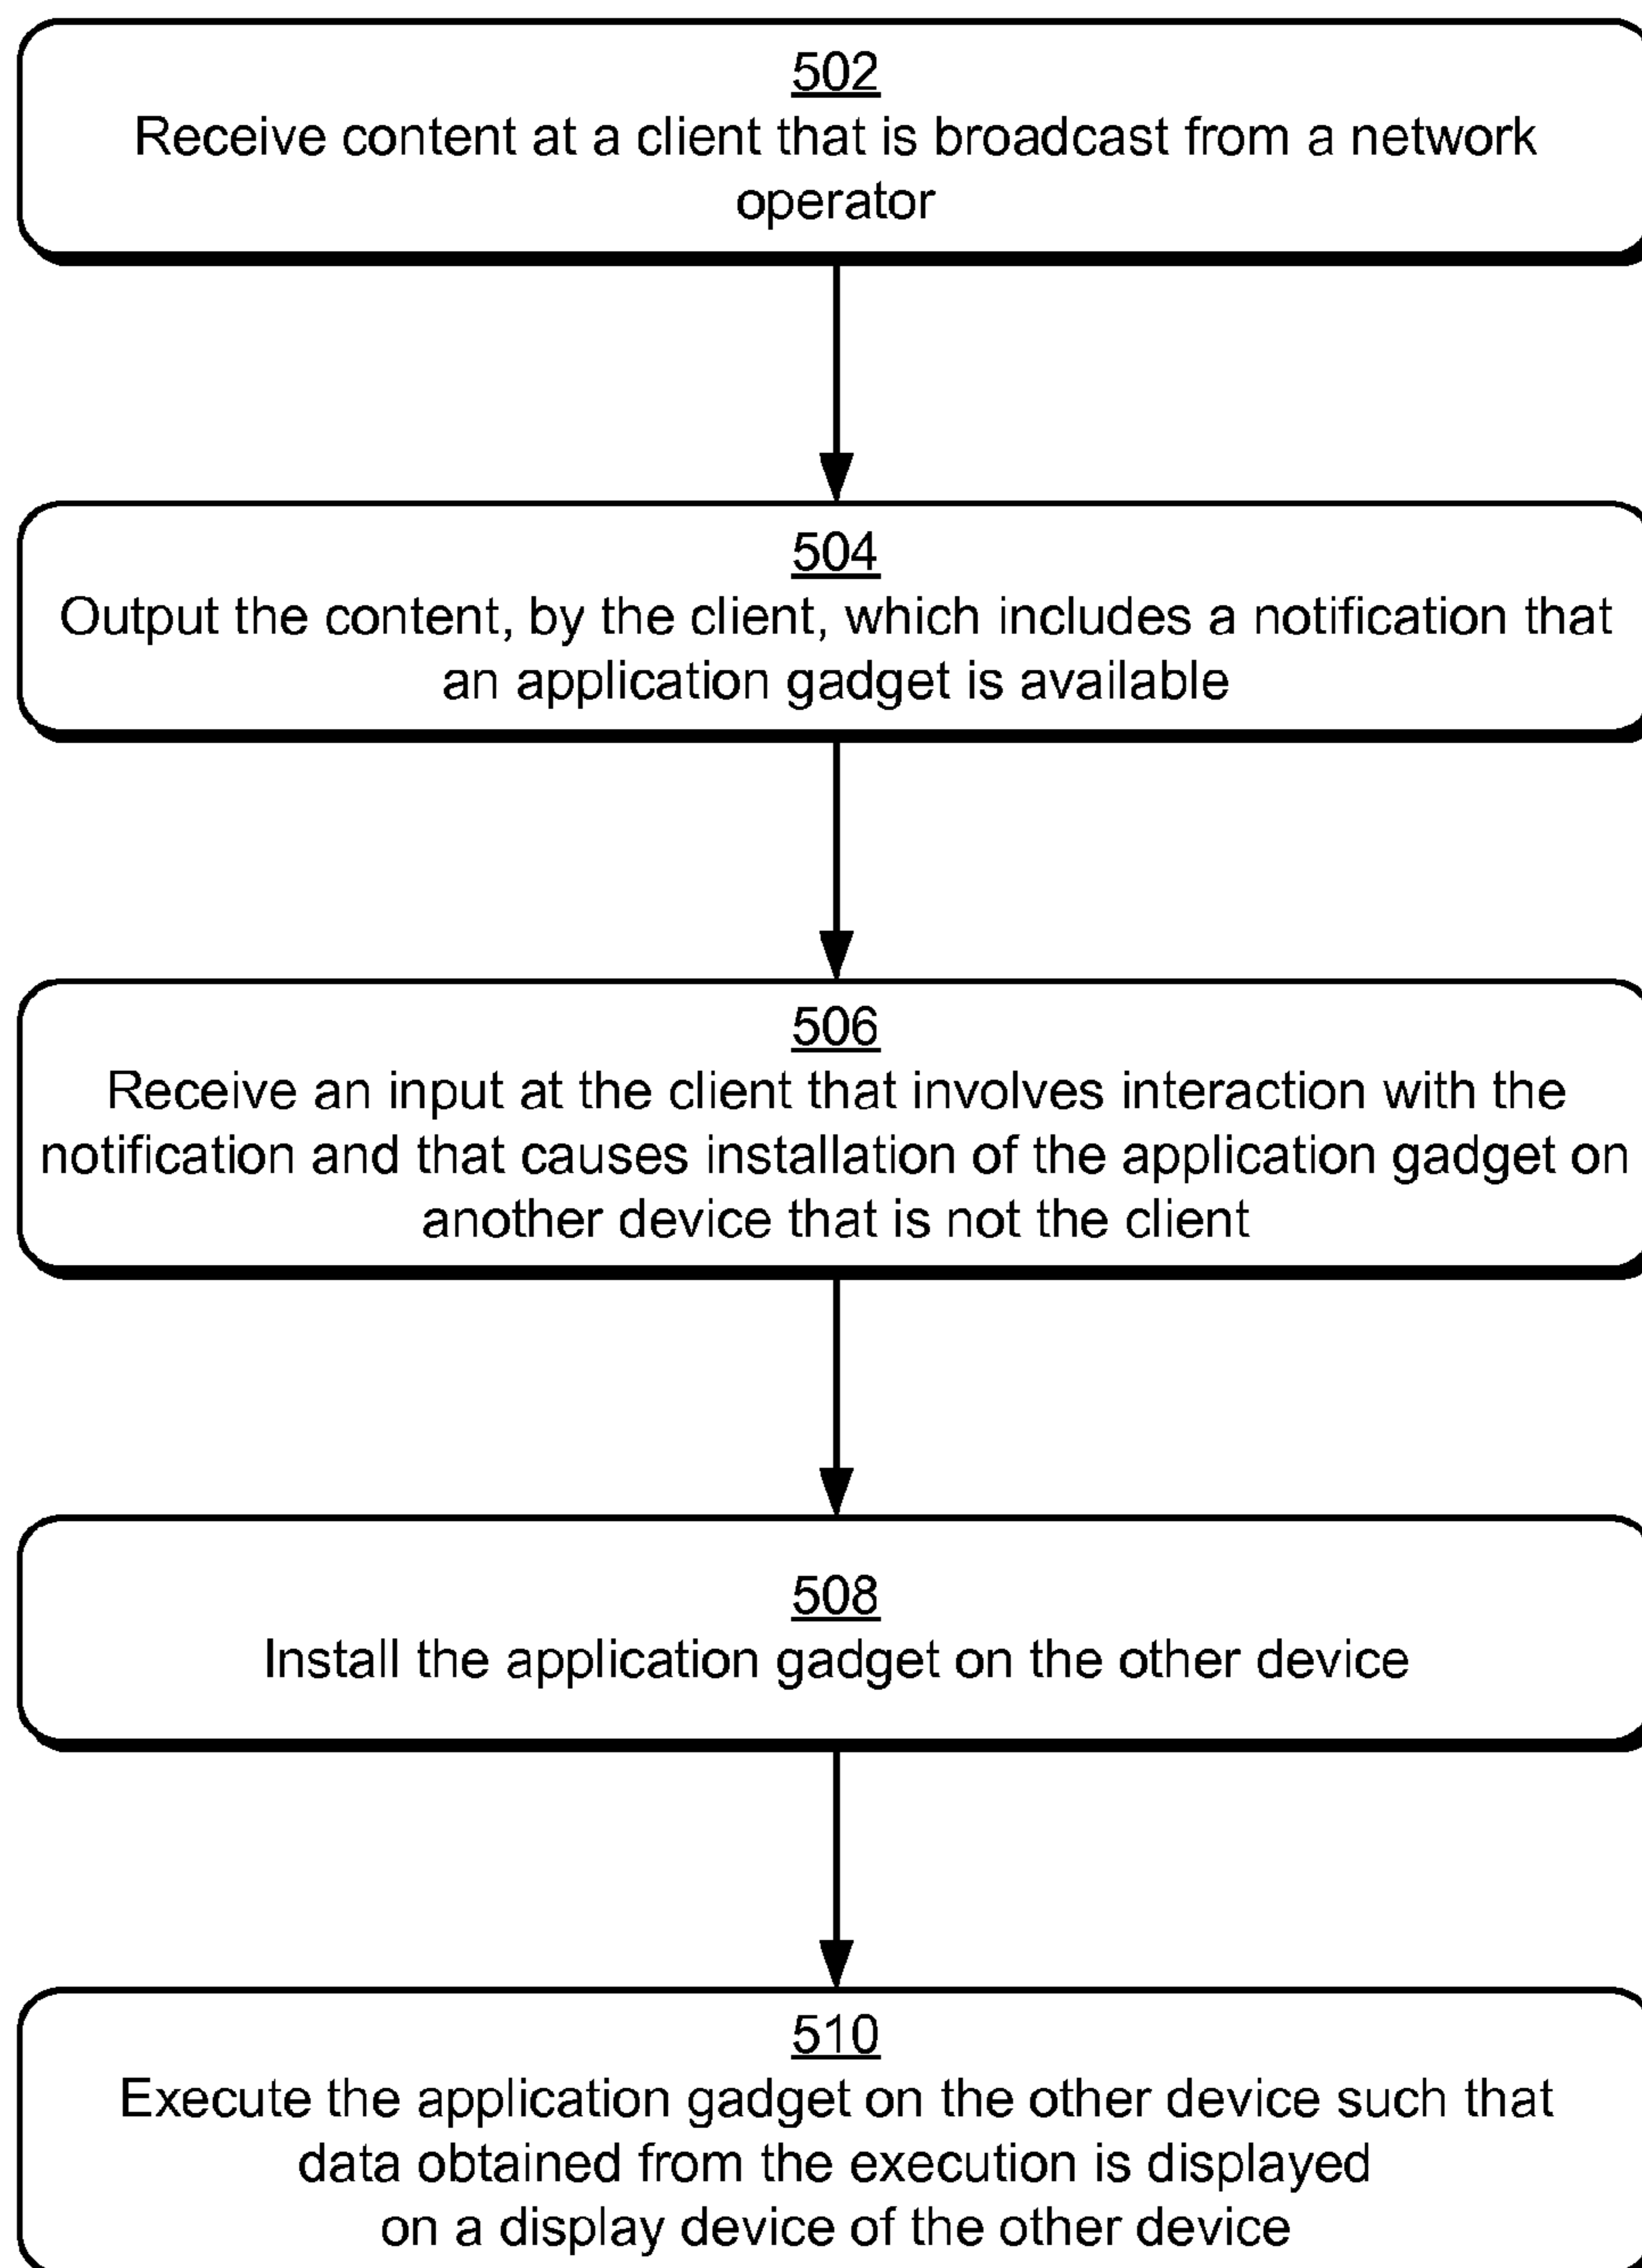 502
Receive content at a client that is broadcast from a network
operator
504
Output the content, by the client, which includes a notification that
an application gadget is available
506
Receive an input at the client that involves interaction with the
notification and that causes installation of the application gadget on
another device that is not the client
508
Install the application gadget on the other device
510
Execute the application gadget on the other device such that
data obtained from the execution is displayed
on a display device of the other device